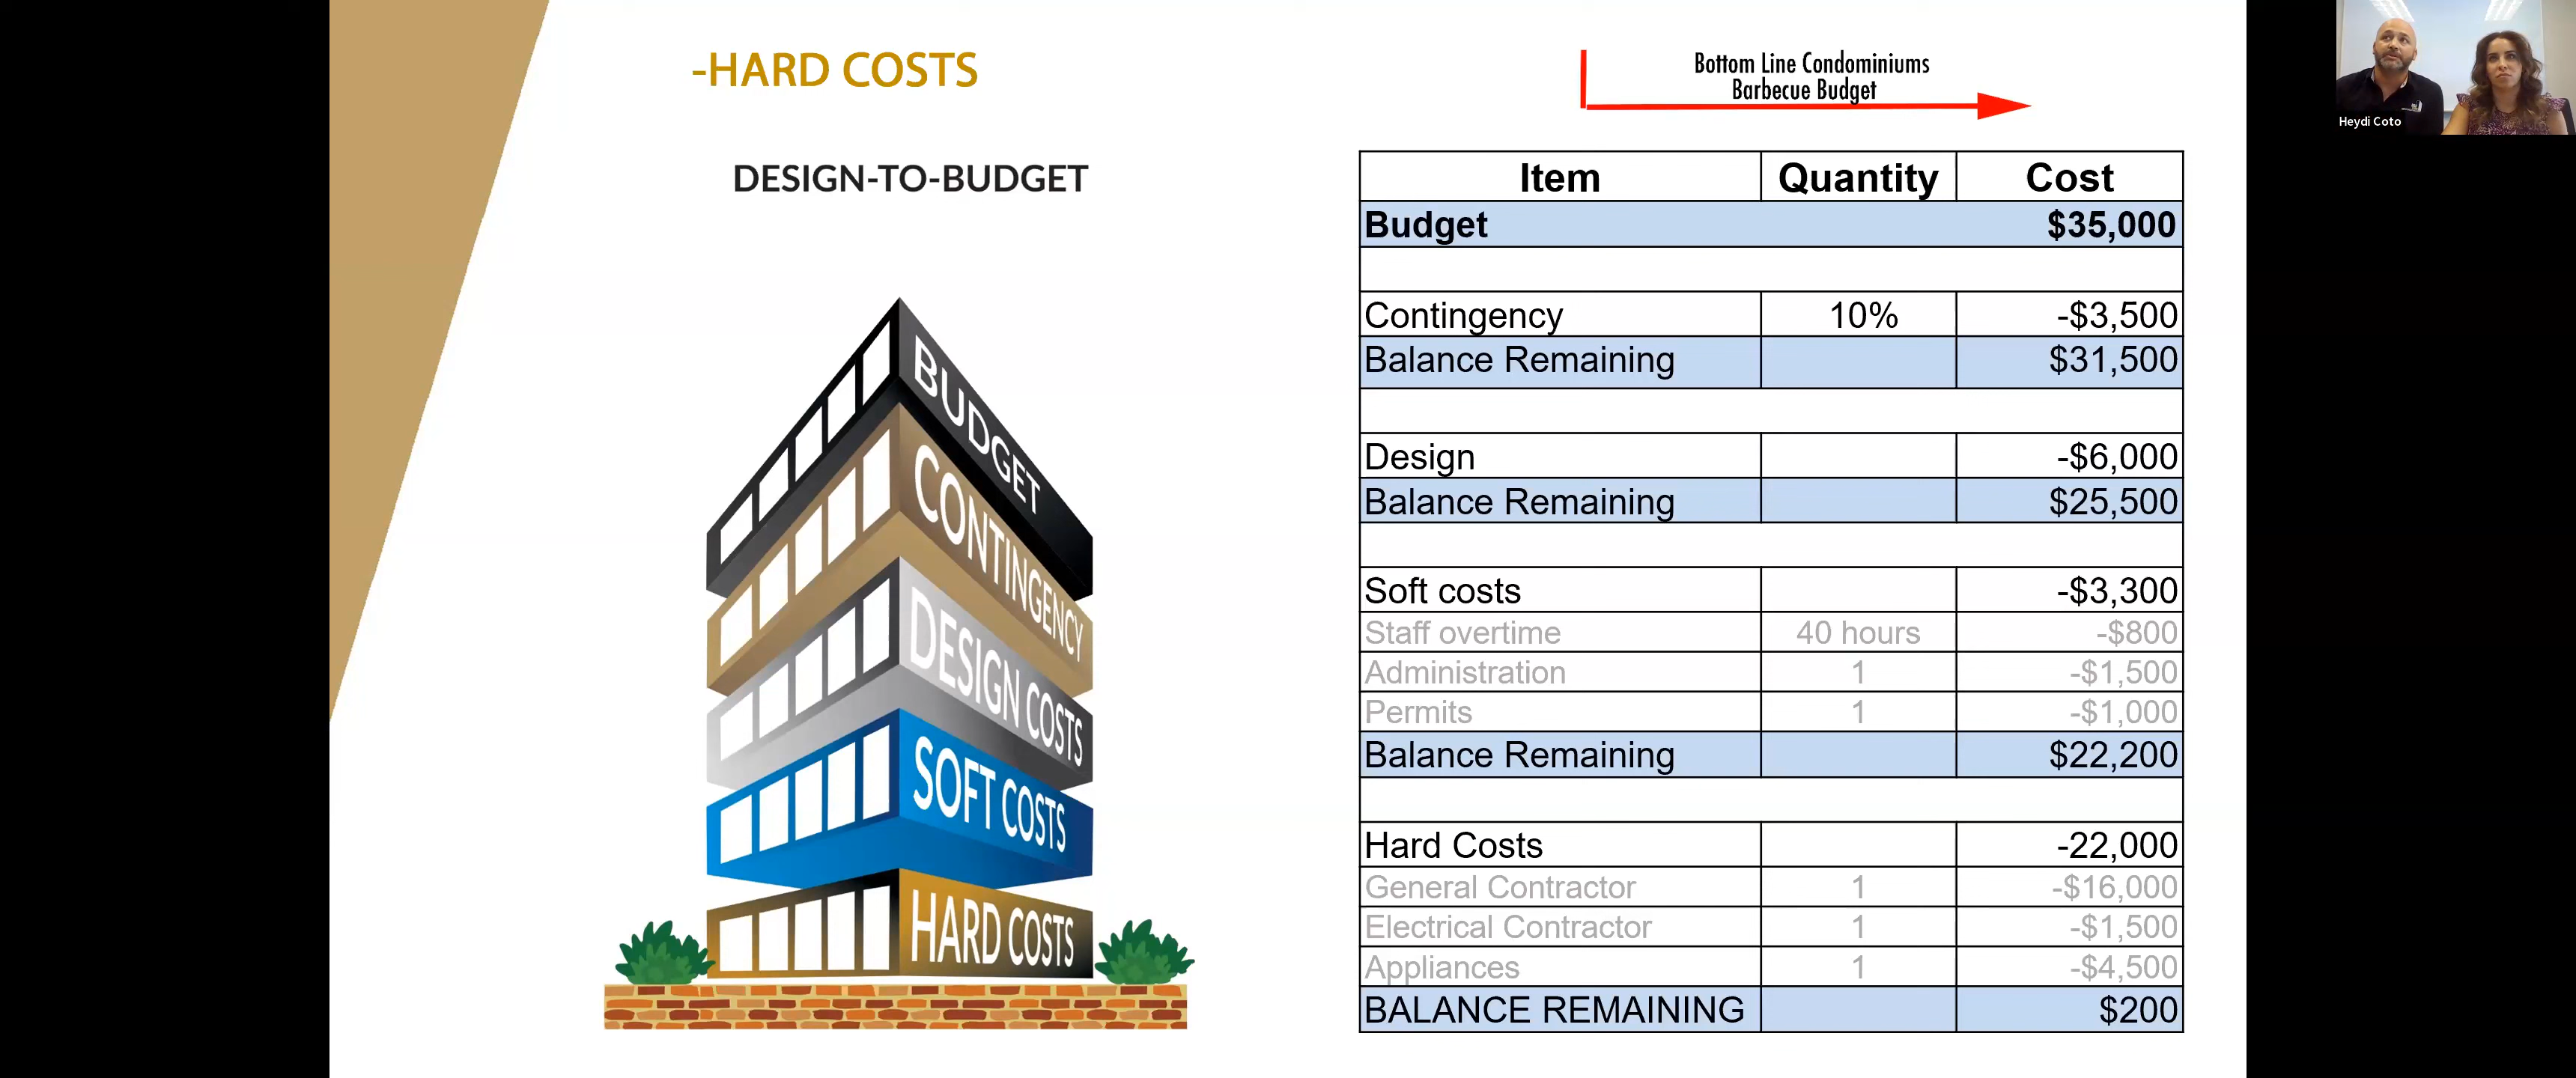 -HARD COSTS
DESIGN-TO-BUDGET
BUDGET
CONTINGENCY
DESIGN COSTS
SOFT COSTS
HARD COSTS
Bottom Line Condominiums
Barbecue Budget
Item Quantity Cost
Budget $35,000
Contingency 10% -$3,500
Balance Remaining $31,500
Design -$6,000
Balance Remaining $25,500
Soft costs -$3,300
Staff overtime 40 hours -$800
Administration 1 -$1,500
Permits 1 -$1,000
Balance Remaining $22,200
Hard Costs -22,000
General Contractor 1 -$16,000
Electrical Contractor 1 -$1,500
Appliances 1 -$4,500
BALANCE REMAINING $200
Heydi Coto